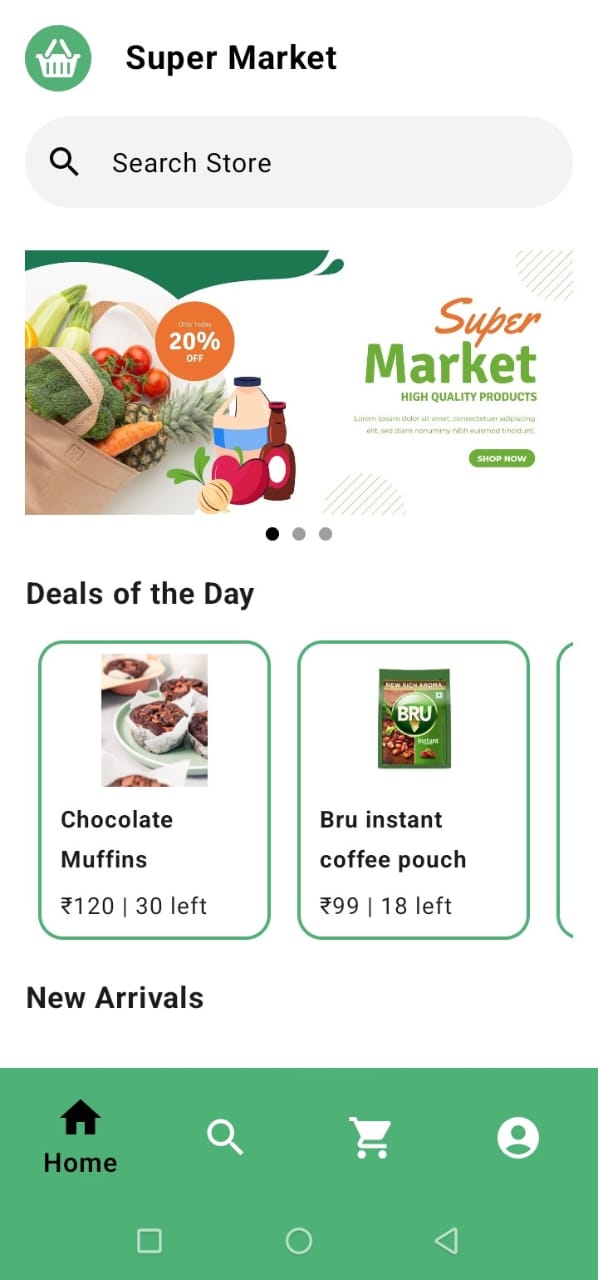 Super Market
Search Store
Only Today
20%
OFF
Super
Market
HIGH QUALITY PRODUCTS
Lorem ipsum dolor sit amet, consectetuer adipiscing
elit, sed diam nonummy nibh euismod tincidunt.
SHOP NOW
Deals of the Day
NEW RICH AROMA
BRU
Instant
Chocolate
Muffins
₹120 | 30 left
Bru instant
coffee pouch
₹99 | 18 left
New Arrivals
Home